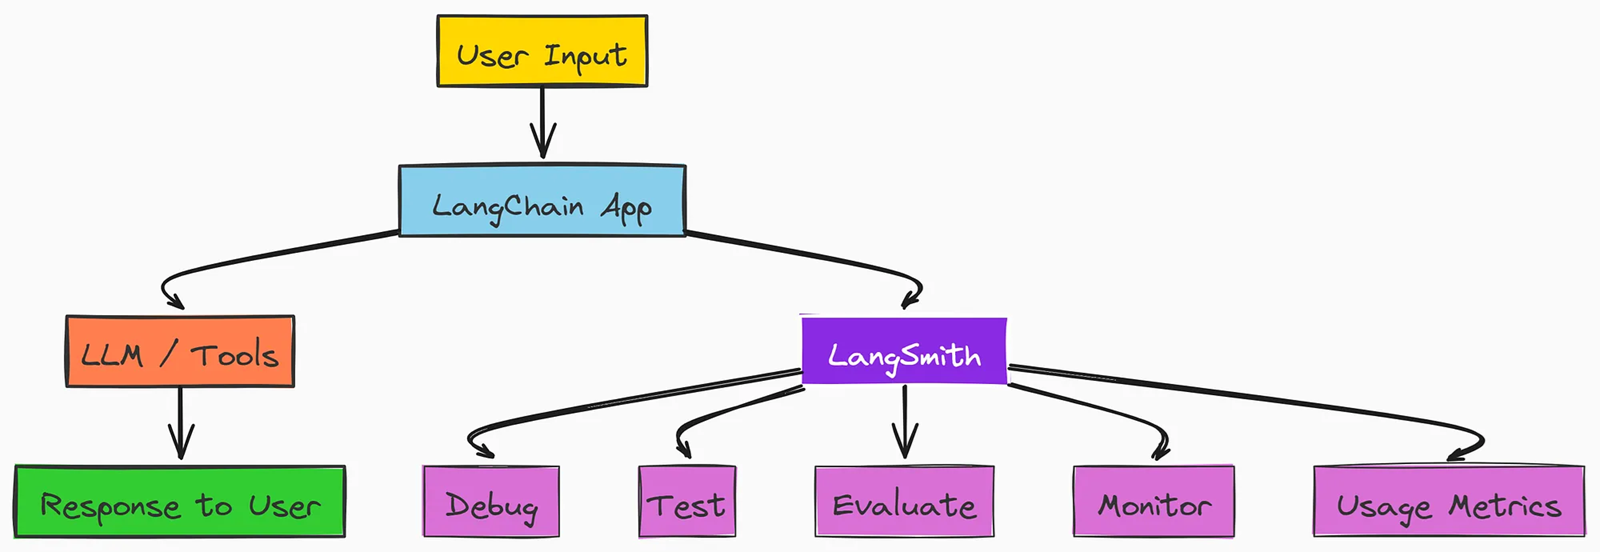 User Input
LangChain App
LLM / Tools
LangSmith
Response to User
Debug
Test
Evaluate
Monitor
Usage Metrics